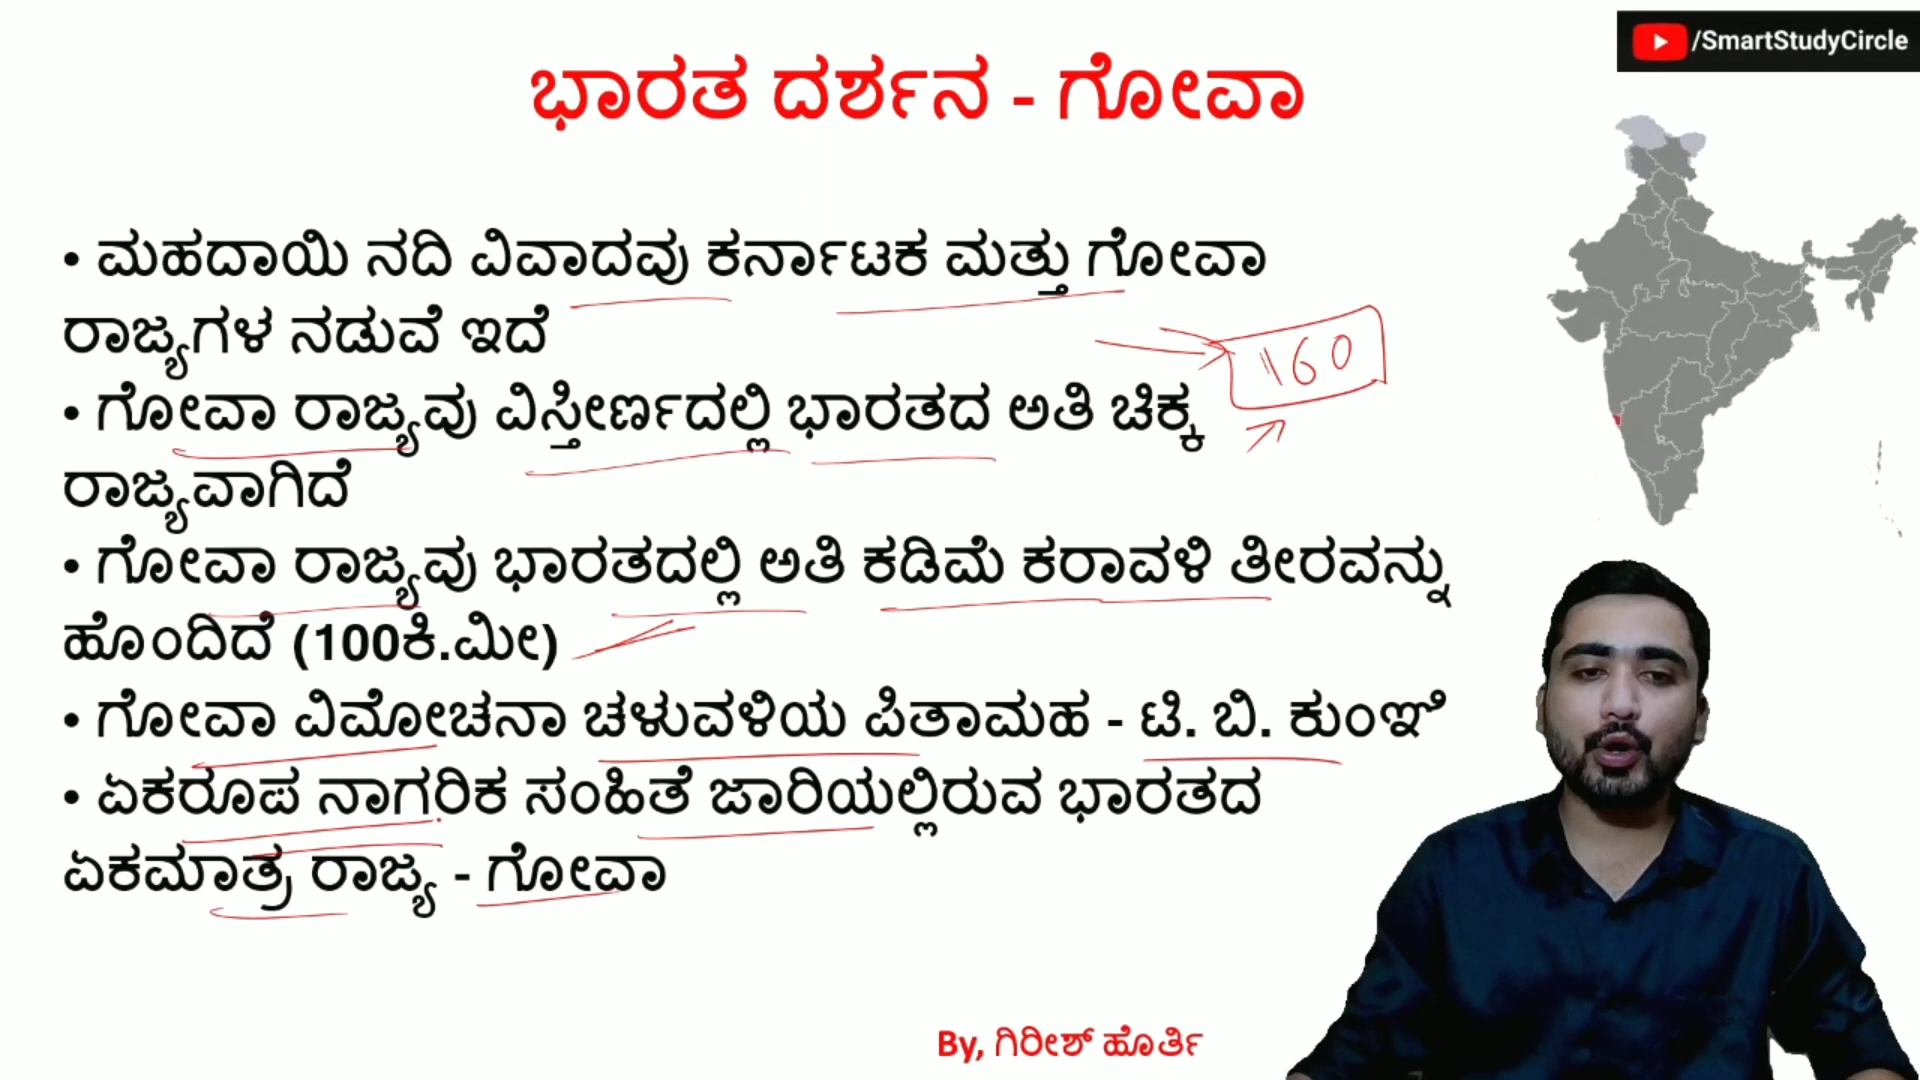 /SmartStudyCircle
ಭಾರತ ದರ್ಶನ - ಗೋವಾ
• ಮಹದಾಯಿ ನದಿ ವಿವಾದವು ಕರ್ನಾಟಕ ಮತ್ತು ಗೋವಾ
ರಾಜ್ಯಗಳ ನಡುವೆ ಇದೆ
160
• ಗೋವಾ ರಾಜ್ಯವು ವಿಸ್ತೀರ್ಣದಲ್ಲಿ ಭಾರತದ ಅತಿ ಚಿಕ್ಕ
ರಾಜ್ಯವಾಗಿದೆ
• ಗೋವಾ ರಾಜ್ಯವು ಭಾರತದಲ್ಲಿ ಅತಿ ಕಡಿಮೆ ಕರಾವಳಿ ತೀರವನ್ನು
ಹೊಂದಿದೆ (100ಕಿ.ಮೀ)
• ಗೋವಾ ವಿಮೋಚನಾ ಚಳುವಳಿಯ ಪಿತಾಮಹ - ಟಿ. ಬಿ. ಕುಂಞಿ
• ಏಕರೂಪ ನಾಗರಿಕ ಸಂಹಿತೆ ಜಾರಿಯಲ್ಲಿರುವ ಭಾರತದ
ಏಕಮಾತ್ರ ರಾಜ್ಯ - ಗೋವಾ
By, ಗಿರೀಶ್ ಹೊರ್ತಿ